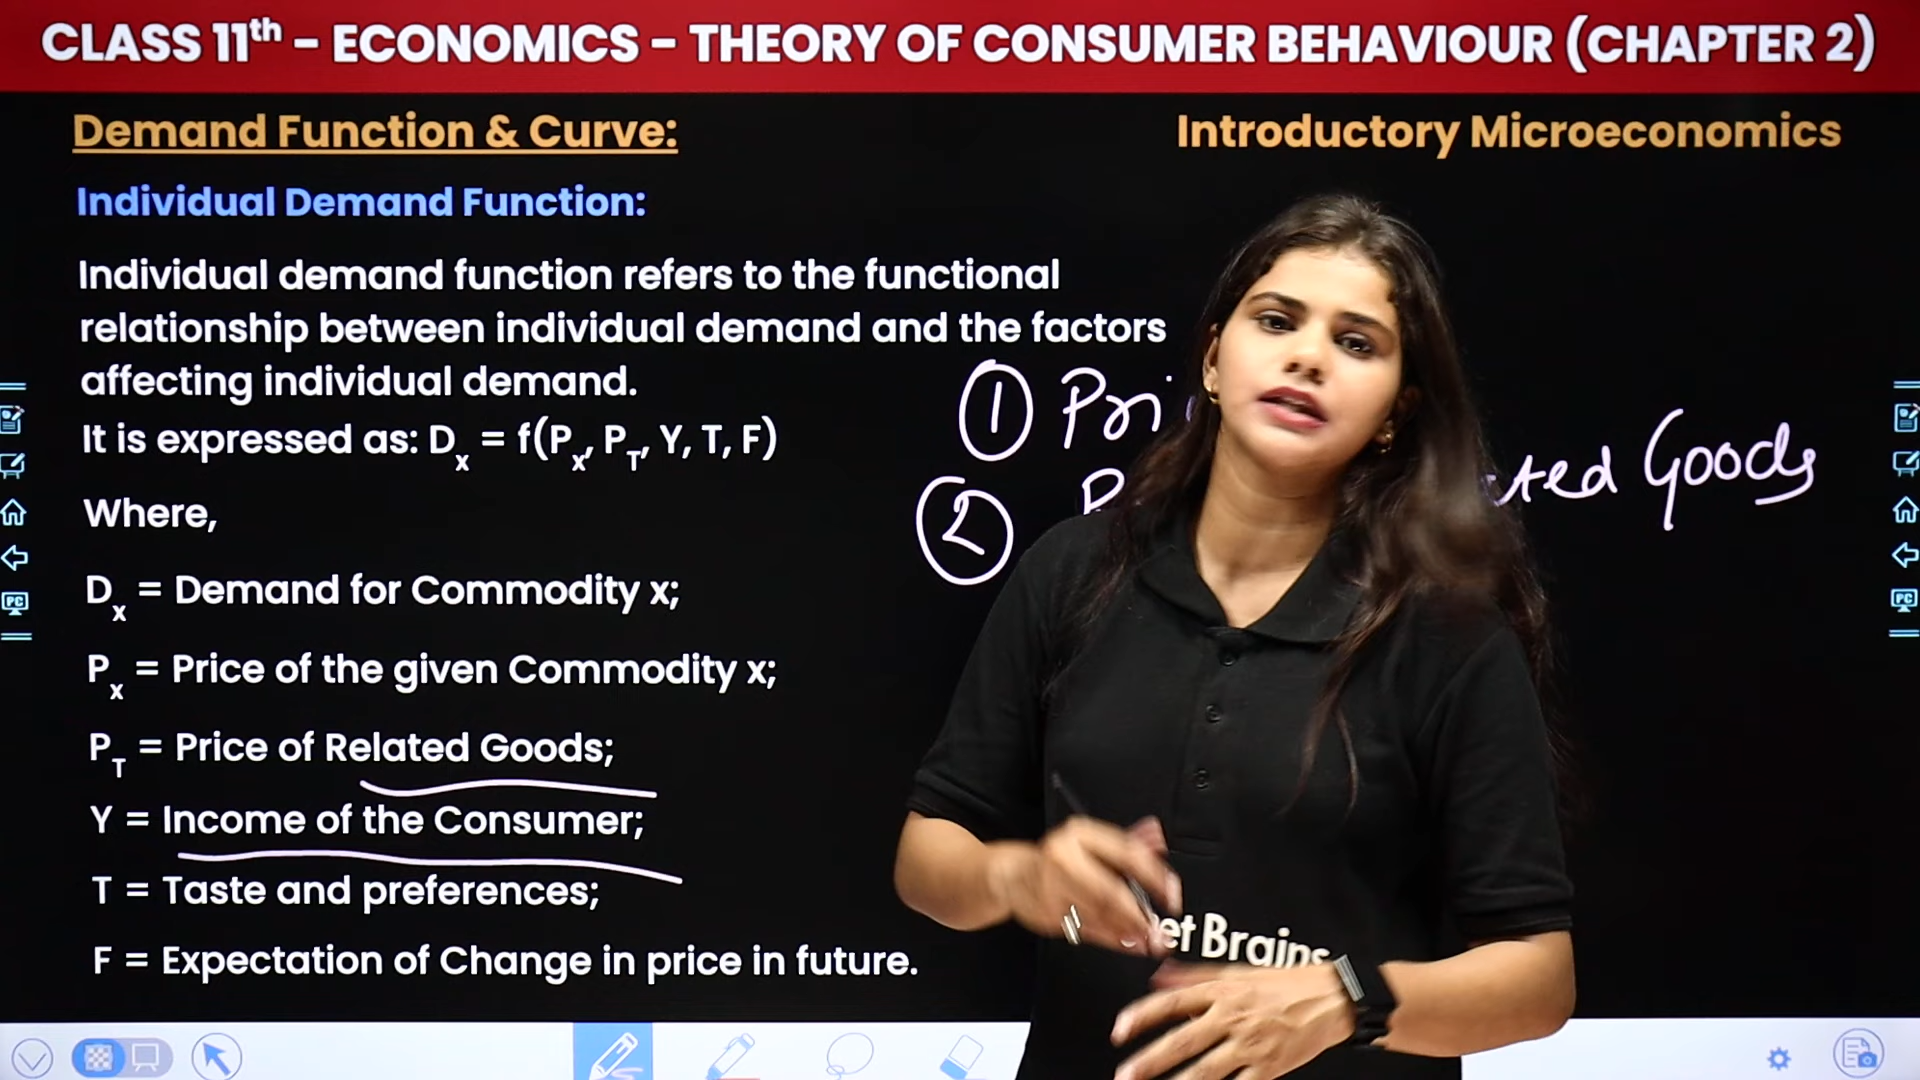 CLASS 11th - ECONOMICS - THEORY OF CONSUMER BEHAVIOUR (CHAPTER 2)
Demand Function & Curve:
Introductory Microeconomics
Individual Demand Function:
Individual demand function refers to the functional
relationship between individual demand and the factors
affecting individual demand.
It is expressed as: Dx = f(Px, PT, Y, T, F)
Where,
Dx = Demand for Commodity x;
Px = Price of the given Commodity x;
PT = Price of Related Goods;
Y = Income of the Consumer;
T = Taste and preferences;
F = Expectation of Change in price in future.
1 Pri
2 Goods
Brains
PC
PC